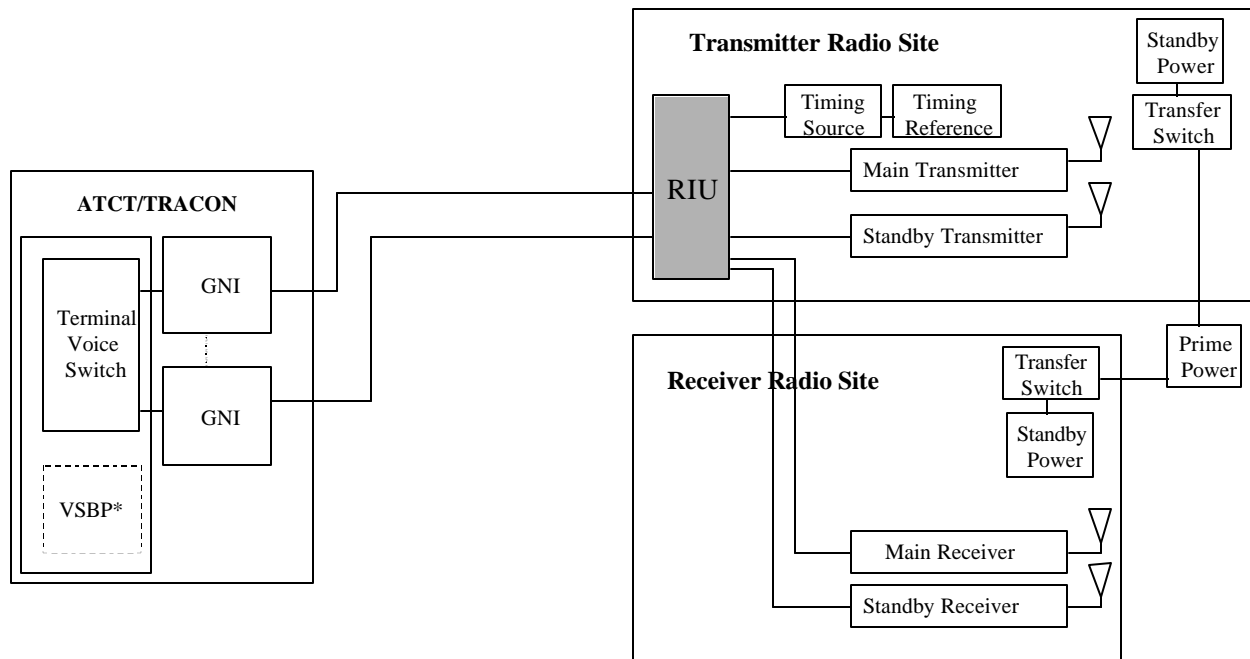 Transmitter Radio Site
Standby
Power
Timing
Source
Timing
Reference
Transfer
Switch
RIU
Main Transmitter
Standby Transmitter
ATCT/TRACON
GNI
Terminal
Voice
Switch
GNI
VSBP*
Prime
Power
Receiver Radio Site
Transfer
Switch
Standby
Power
Main Receiver
Standby Receiver